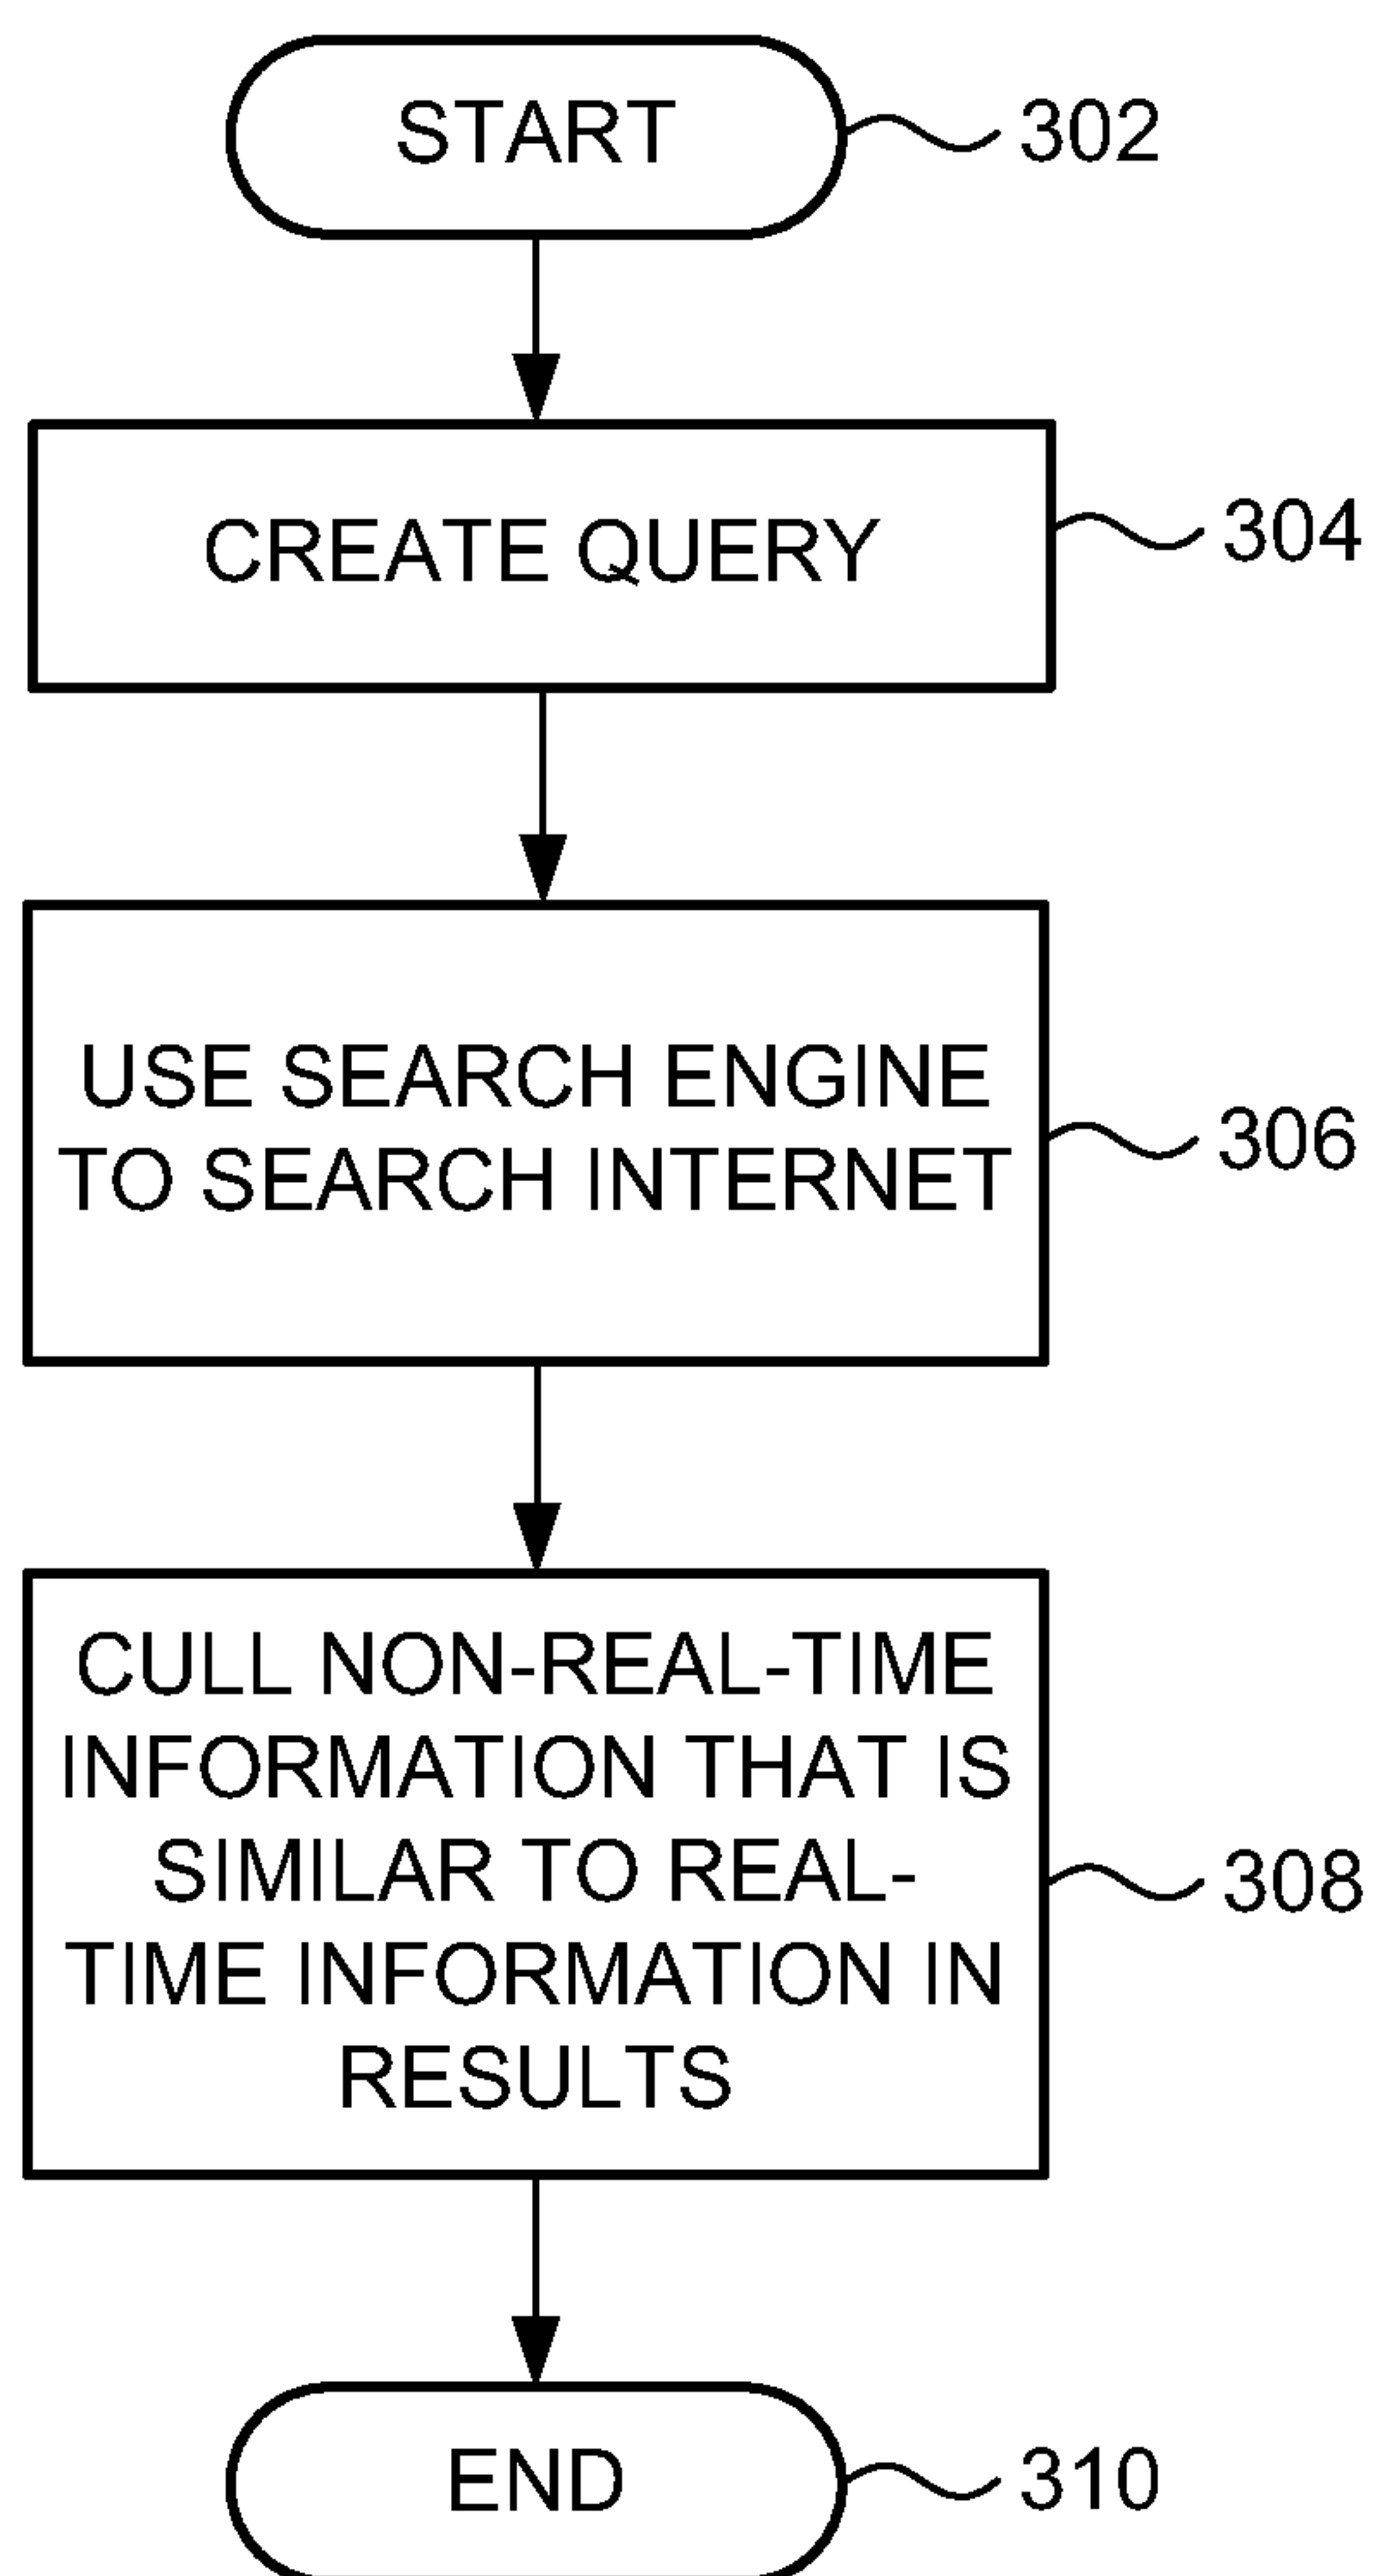 START
302
CREATE QUERY
304
USE SEARCH ENGINE
TO SEARCH INTERNET
306
CULL NON-REAL-TIME
INFORMATION THAT IS
SIMILAR TO REAL-
TIME INFORMATION IN
RESULTS
308
END
310